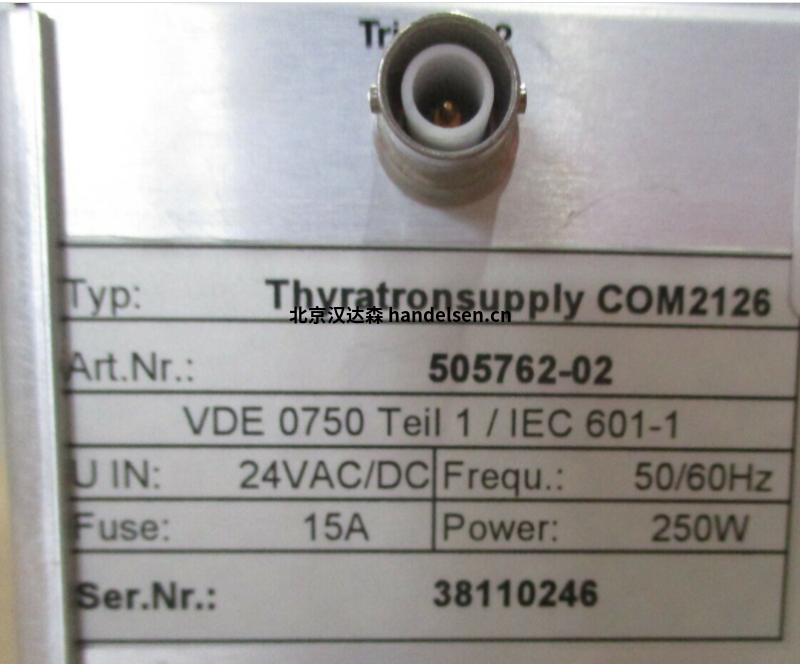 Typ: Thyratronsupply COM2126
北京汉达森 handelsen.cn
Art.Nr.: 505762-02
VDE 0750 Teil 1 / IEC 601-1
U IN: 24VAC/DC Frequ.: 50/60Hz
Fuse: 15A Power: 250W
Ser.Nr.: 38110246